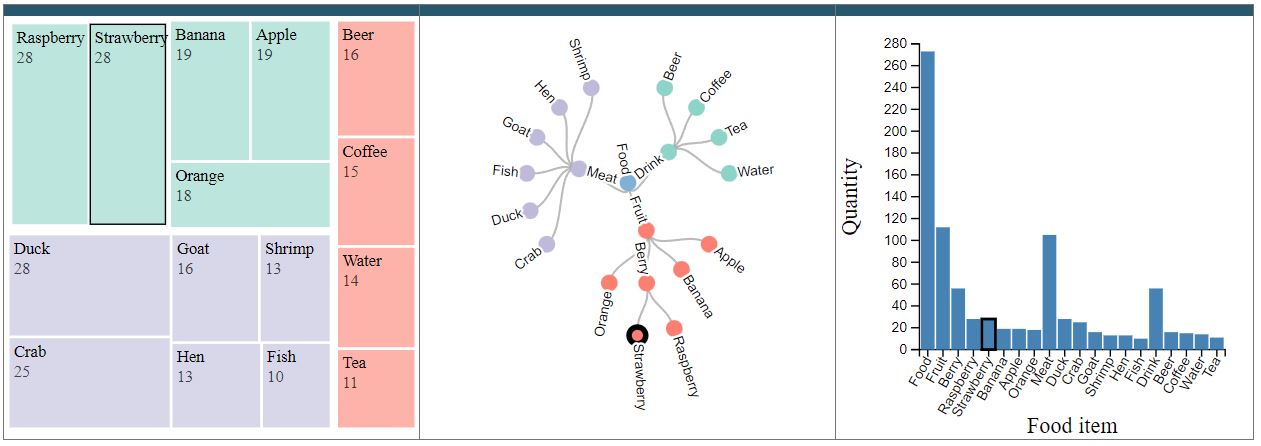 Raspberry
28
Strawberry
28
Banana
19
Apple
19
Orange
18
Beer
16
Coffee
15
Water
14
Tea
11
Duck
28
Goat
16
Shrimp
13
Crab
25
Hen
13
Fish
10
Shrimp
Hen
Goat
Fish
Duck
Crab
Meat
Food
Drink
Beer
Coffee
Tea
Water
Fruit
Berry
Apple
Banana
Orange
Strawberry
Raspberry
Quantity
280
260
240
220
200
180
160
140
120
100
80
60
40
20
0
Food
Fruit
Berry
Raspberry
Strawberry
Banana
Apple
Orange
Meat
Duck
Crab
Goat
Shrimp
Hen
Fish
Drink
Beer
Coffee
Water
Tea
Food item